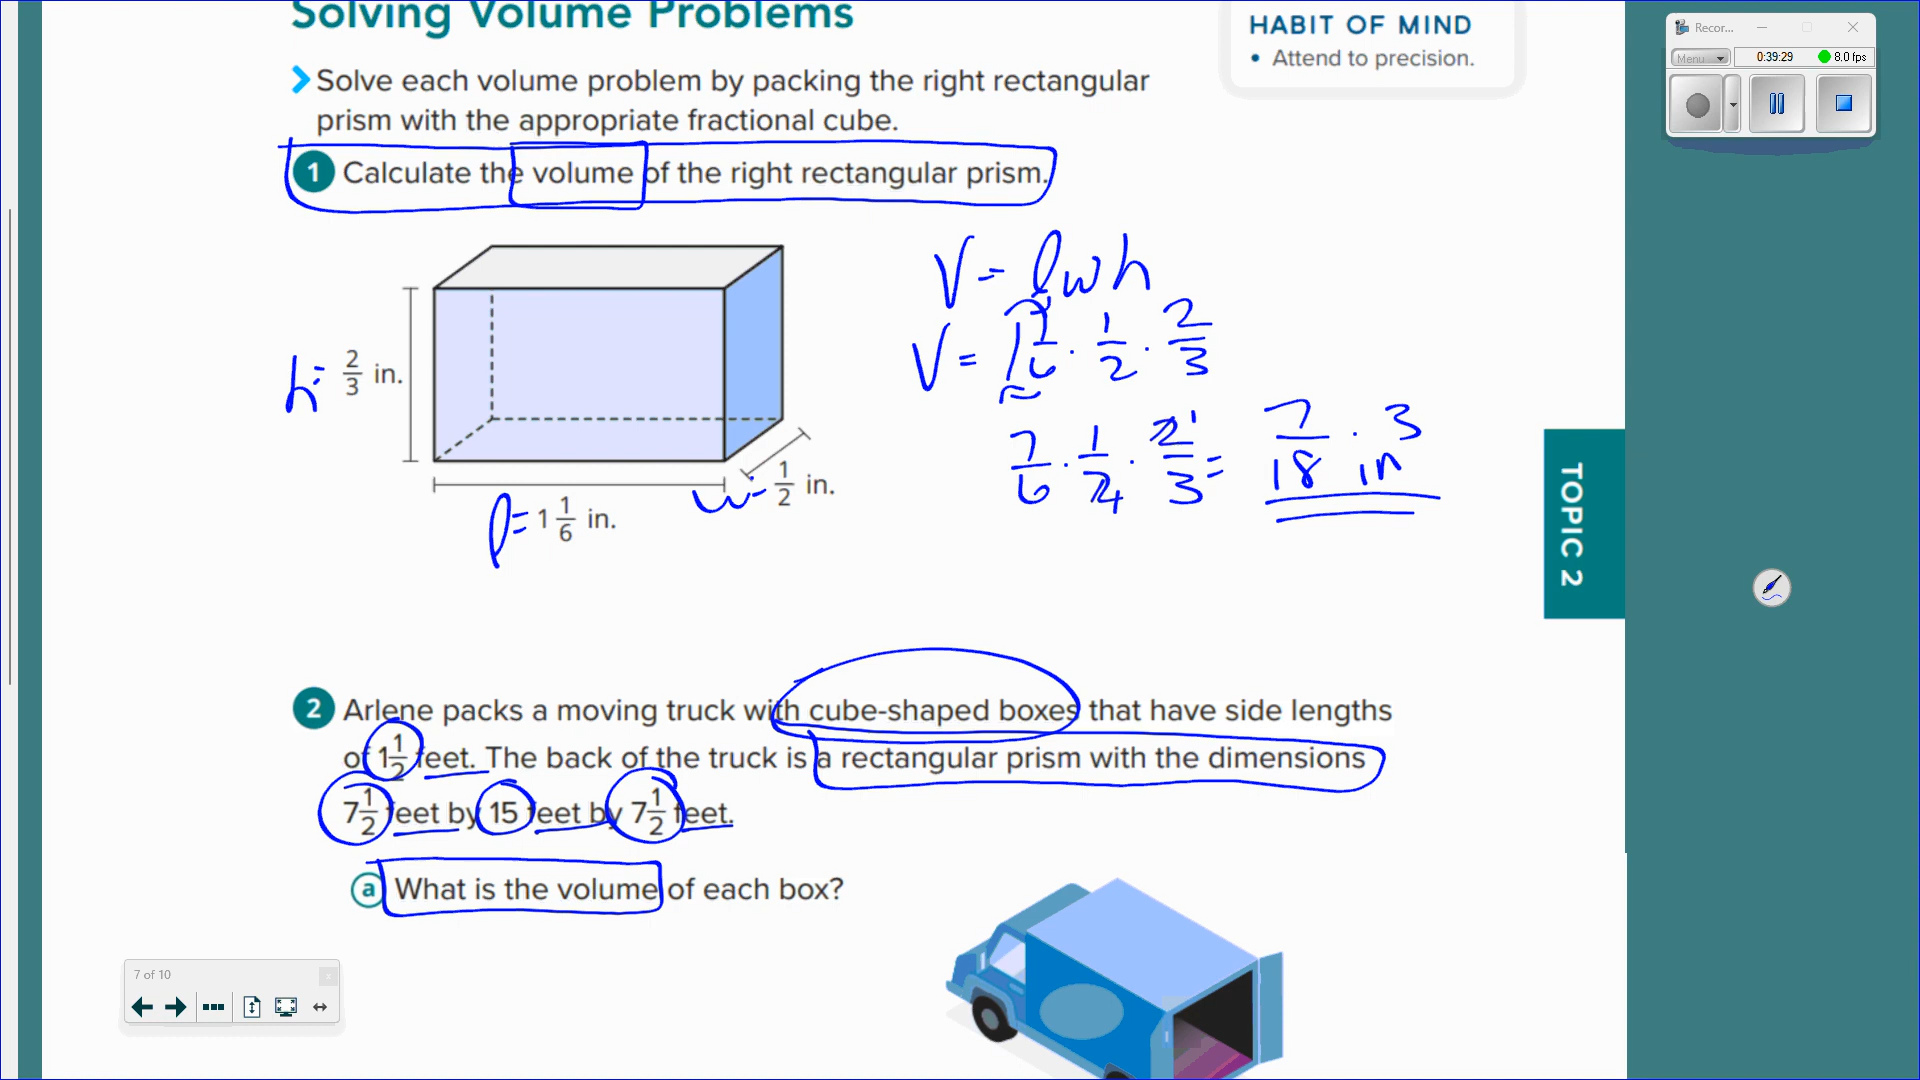 Solving Volume Problems
HABIT OF MIND
• Attend to precision.
Solve each volume problem by packing the right rectangular
prism with the appropriate fractional cube.
1 Calculate the volume of the right rectangular prism.
h = 2/3 in.
l = 1 1/6 in.
w = 1/2 in.
V = lwh
V = 1 1/6 · 1/2 · 2/3
7/6 · 1/2 · 2/3 = 7/18 · in 3
1
TOPIC 2
2 Arlene packs a moving truck with cube-shaped boxes that have side lengths
of 1 1/2 feet. The back of the truck is a rectangular prism with the dimensions
7 1/2 feet by 15 feet by 7 1/2 feet.
a What is the volume of each box?
7 of 10
Recor...
Menu
0:39:29
8.0 fps